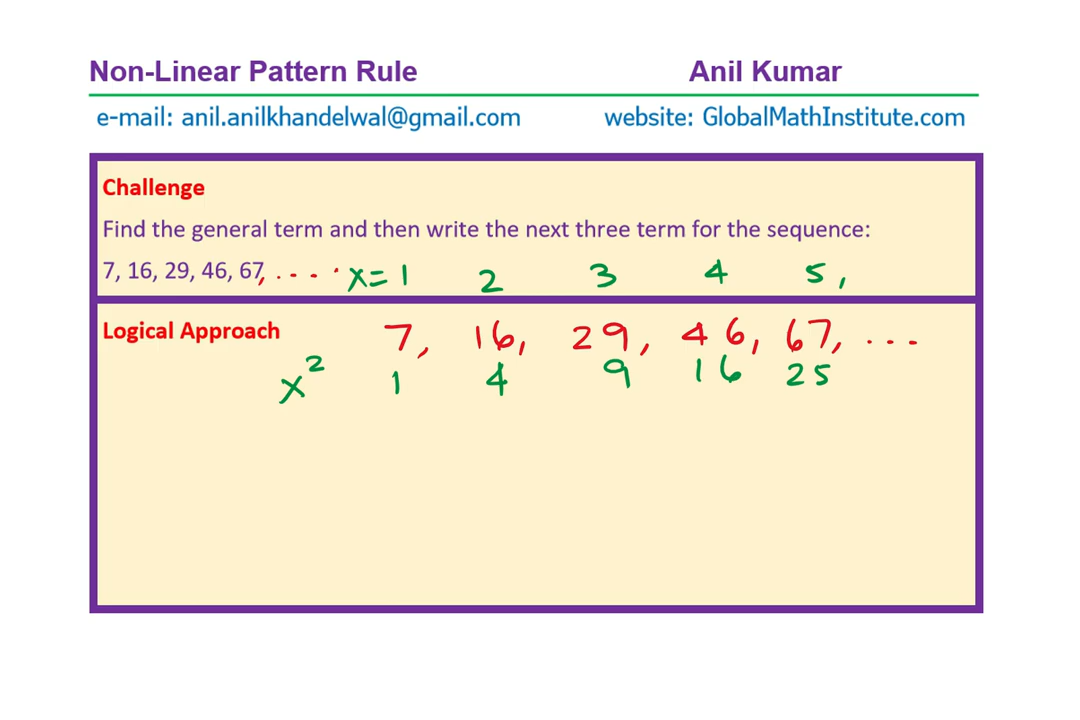 Non-Linear Pattern Rule Anil Kumar
e-mail: anil.anilkhandelwal@gmail.com website: GlobalMathInstitute.com
Challenge
Find the general term and then write the next three term for the sequence:
7, 16, 29, 46, 67, .... x=1 2 3 4 5,
Logical Approach 7, 16, 29, 46, 67, ...
x² 1 4 9 16 25